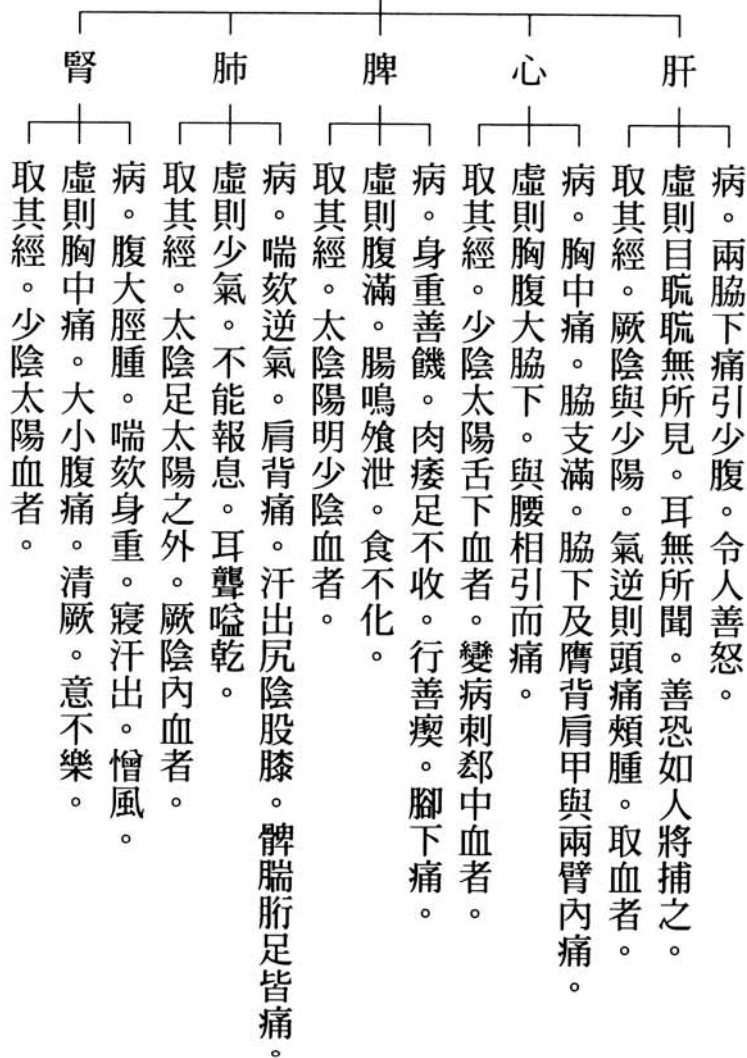 肝
病。兩脇下痛引少腹。令人善怒。
虛則目䀮䀮無所見。耳無所聞。善恐如人將捕之。
取其經。厥陰與少陽。氣逆則頭痛頰腫。取血者。
心
病。胸中痛。脇支滿。脇下及膺背肩甲與兩臂內痛。
虛則胸腹大脇下。與腰相引而痛。
取其經。少陰太陽舌下血者。變病刺郄中血者。
脾
病。身重善饑。肉痿足不收。行善瘈。腳下痛。
虛則腹滿。腸鳴飧泄。食不化。
取其經。太陰陽明少陰血者。
肺
病。喘欬逆氣。肩背痛。汗出尻陰股膝。髀腨胻足皆痛。
虛則少氣。不能報息。耳聾嗌乾。
取其經。太陰足太陽之外。厥陰內血者。
腎
病。腹大脛腫。喘欬身重。寢汗出。憎風。
虛則胸中痛。大小腹痛。清厥。意不樂。
取其經。少陰太陽血者。